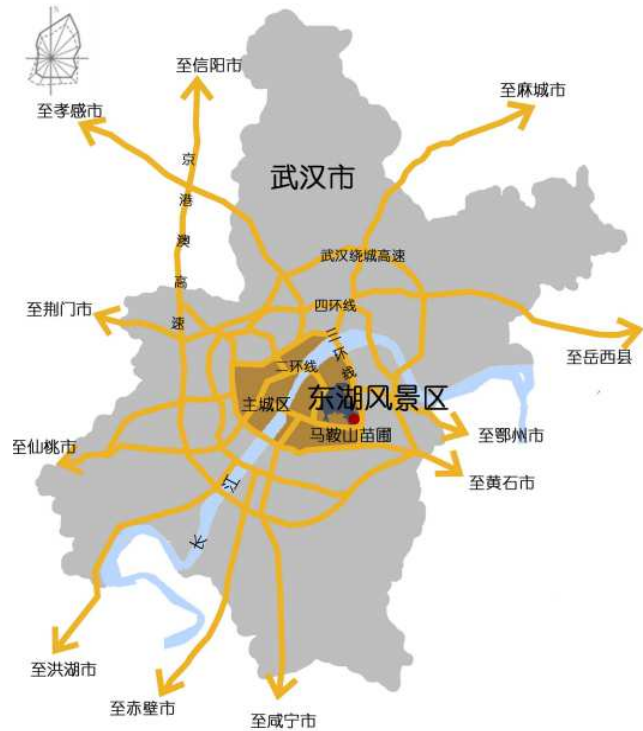 至信阳市
至麻城市
至孝感市
京港澳高速
武汉市
武汉绕城高速
至荆门市
四环线
三环线
至岳西县
二环线
主城区
东湖风景区
马鞍山苗圃
至鄂州市
至仙桃市
至黄石市
长江
至洪湖市
至赤壁市
至咸宁市